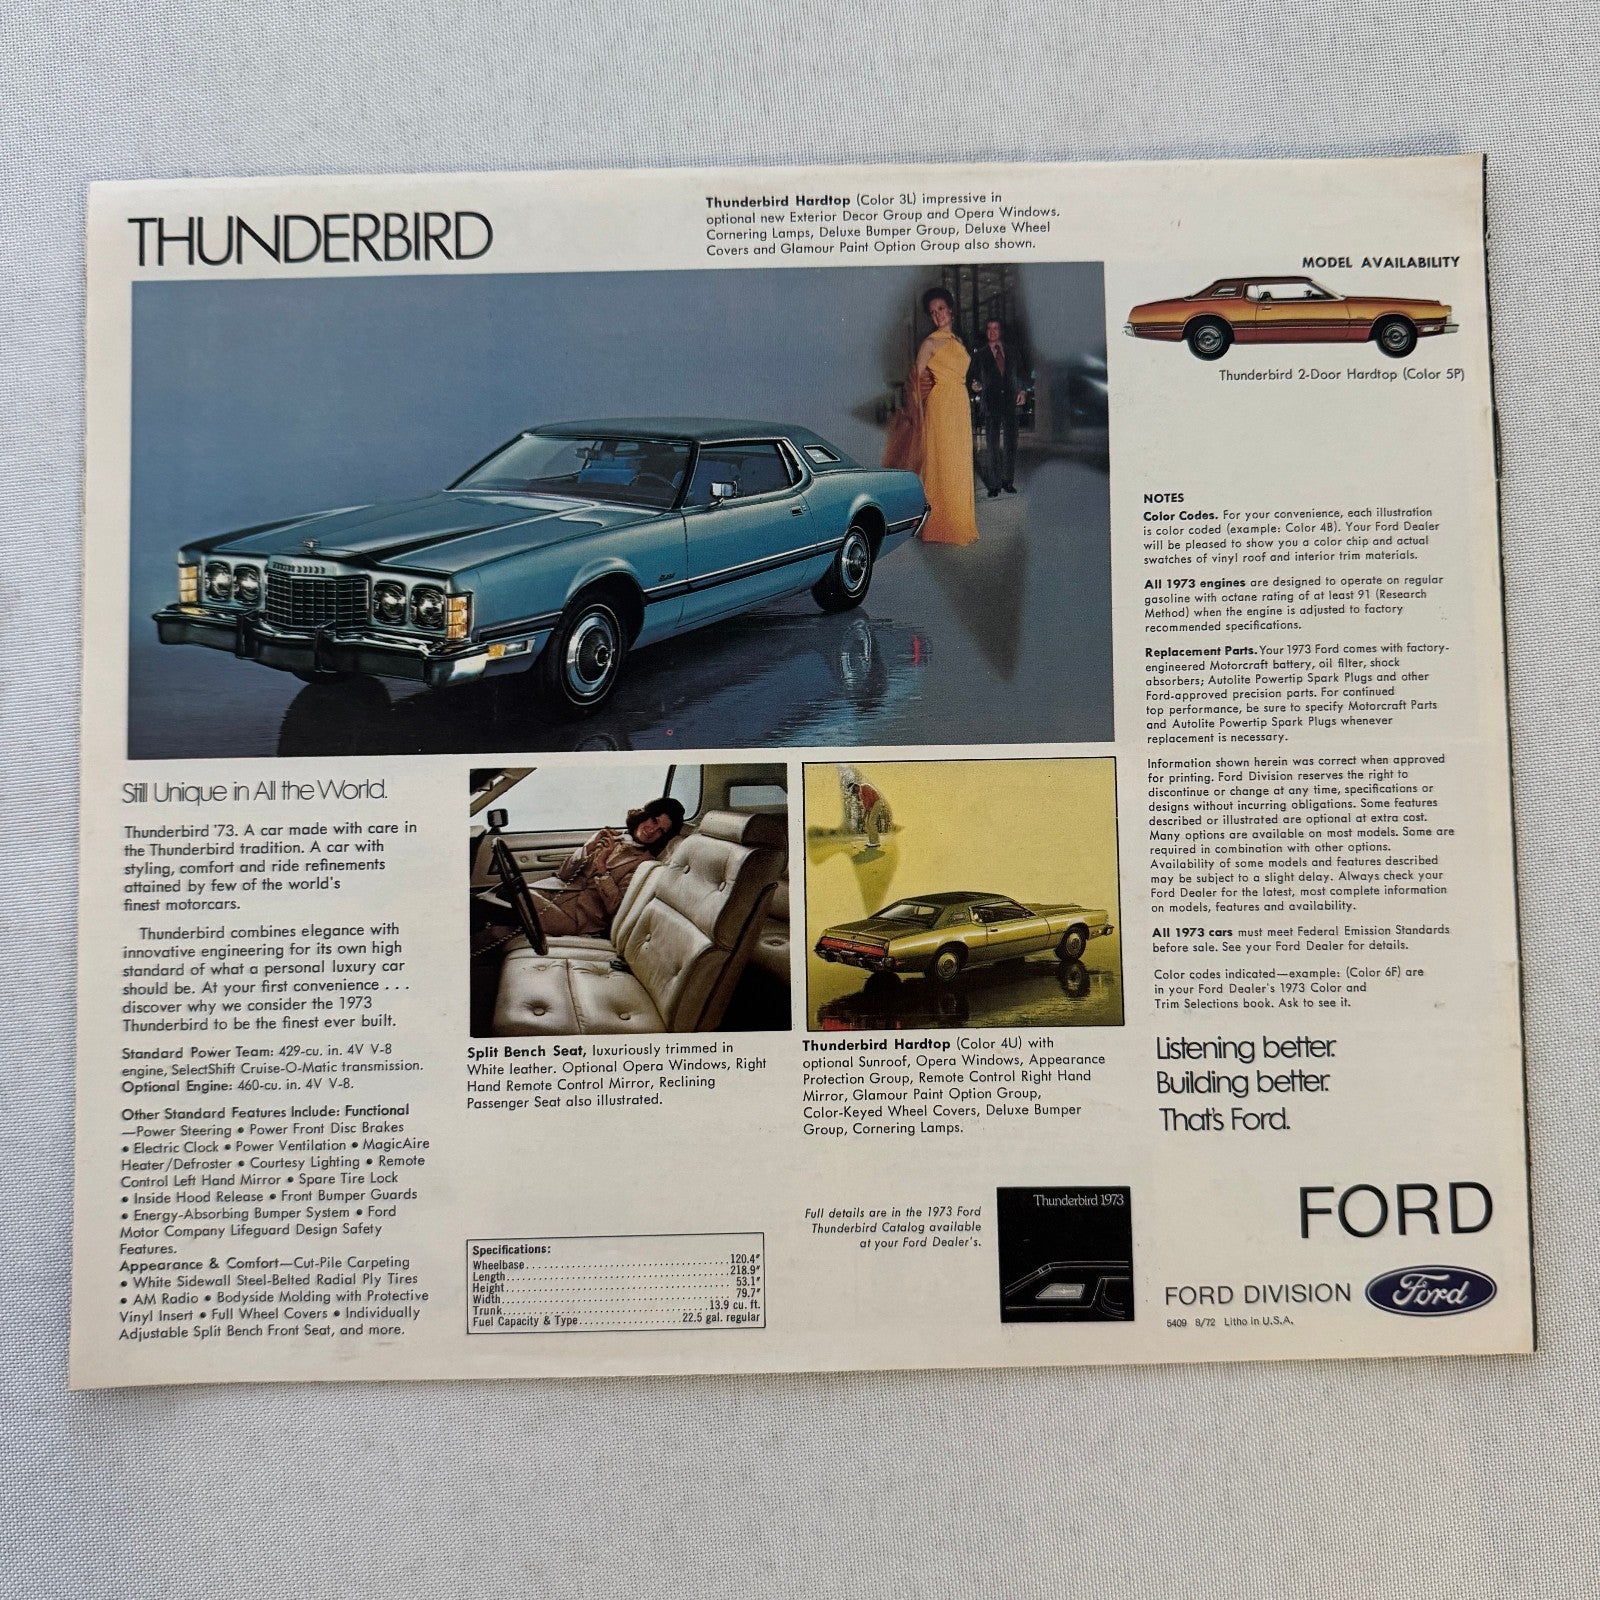 THUNDERBIRD
Thunderbird Hardtop (Color 3L) impressive in
optional new Exterior Decor Group and Opera Windows.
Cornering Lamps, Deluxe Bumper Group, Deluxe Wheel
Covers and Glamour Paint Option Group also shown.
MODEL AVAILABILITY
Thunderbird 2-Door Hardtop (Color 5P)
Still Unique in All the World.
Thunderbird '73. A car made with care in
the Thunderbird tradition. A car with
styling, comfort and ride refinements
attained by few of the world's
finest motorcars.
Thunderbird combines elegance with
innovative engineering for its own high
standard of what a personal luxury car
should be. At your first convenience . . .
discover why we consider the 1973
Thunderbird to be the finest ever built.
Standard Power Team: 429-cu. in. 4V V-8
engine, SelectShift Cruise-O-Matic transmission.
Optional Engine: 460-cu. in. 4V V-8.
Other Standard Features Include: Functional
—Power Steering • Power Front Disc Brakes
• Electric Clock • Power Ventilation • MagicAire
Heater/Defroster • Courtesy Lighting • Remote
Control Left Hand Mirror • Spare Tire Lock
• Inside Hood Release • Front Bumper Guards
• Energy-Absorbing Bumper System • Ford
Motor Company Lifeguard Design Safety
Features.
Appearance & Comfort—Cut-Pile Carpeting
• White Sidewall Steel-Belted Radial Ply Tires
• AM Radio • Bodyside Molding with Protective
Vinyl Insert • Full Wheel Covers • Individually
Adjustable Split Bench Front Seat, and more.
Split Bench Seat, luxuriously trimmed in
White leather. Optional Opera Windows, Right
Hand Remote Control Mirror, Reclining
Passenger Seat also illustrated.
Specifications:
Wheelbase 120.4"
Length 218.9"
Height 53.1"
Width 79.7"
Trunk 13.9 cu. ft.
Fuel Capacity & Type 22.5 gal. regular
Thunderbird Hardtop (Color 4U) with
optional Sunroof, Opera Windows, Appearance
Protection Group, Remote Control Right Hand
Mirror, Glamour Paint Option Group,
Color-Keyed Wheel Covers, Deluxe Bumper
Group, Cornering Lamps.
Full details are in the 1973 Ford
Thunderbird Catalog available
at your Ford Dealer's.
Thunderbird 1973
NOTES
Color Codes. For your convenience, each illustration
is color coded (example: Color 4B). Your Ford Dealer
will be pleased to show you a color chip and actual
swatches of vinyl roof and interior trim materials.
All 1973 engines are designed to operate on regular
gasoline with octane rating of at least 91 (Research
Method) when the engine is adjusted to factory
recommended specifications.
Replacement Parts. Your 1973 Ford comes with factory-
engineered Motorcraft battery, oil filter, shock
absorbers; Autolite Powertip Spark Plugs and other
Ford-approved precision parts. For continued
top performance, be sure to specify Motorcraft Parts
and Autolite Powertip Spark Plugs whenever
replacement is necessary.
Information shown herein was correct when approved
for printing. Ford Division reserves the right to
discontinue or change at any time, specifications or
designs without incurring obligations. Some features
described or illustrated are optional at extra cost.
Many options are available on most models. Some are
required in combination with other options.
Availability of some models and features described
may be subject to a slight delay. Always check your
Ford Dealer for the latest, most complete information
on models, features and availability.
All 1973 cars must meet Federal Emission Standards
before sale. See your Ford Dealer for details.
Color codes indicated—example: (Color 6F) are
in your Ford Dealer's 1973 Color and
Trim Selections book. Ask to see it.
Listening better.
Building better.
That's Ford.
FORD
FORD DIVISION
Ford
5409 8/72 Litho in U.S.A.